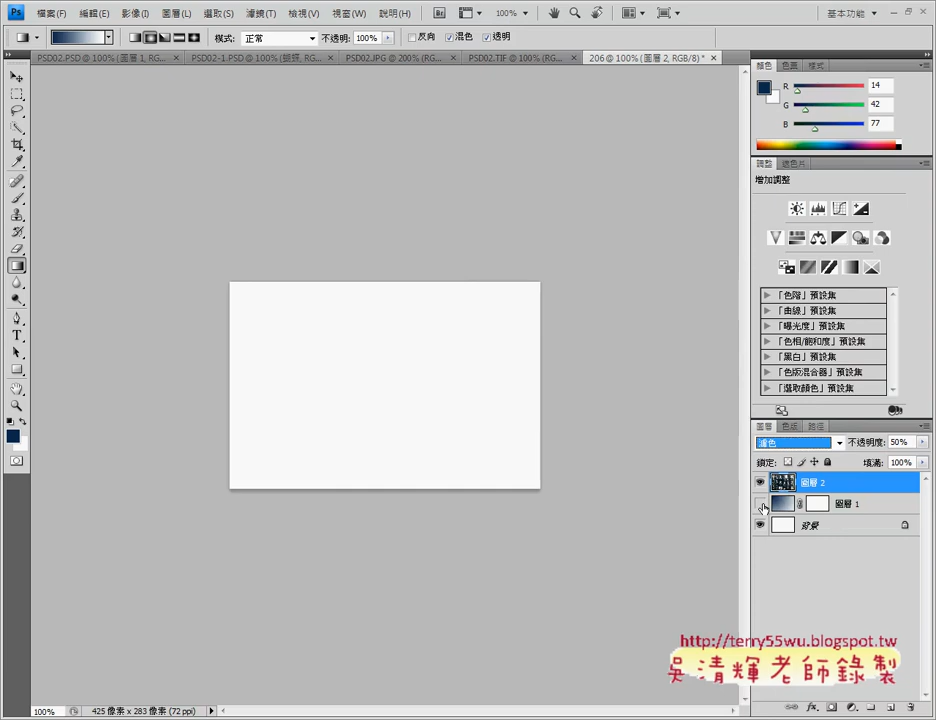 Ps 檔案(F) 編輯(E) 影像(I) 圖層(L) 選取(S) 濾鏡(T) 檢視(V) 視窗(W) 說明(H) Br 100% 基本功能
模式: 正常 不透明: 100% 反向 混色 透明
PSD02.PSD @ 100% (圖層 1, RGB/8) * PSD02-1.PSD @ 100% (蝴蝶, RGB/8) * PSD02.JPG @ 200% (RG... PSD02.TIF @ 100% (RG... 206 @ 100% (圖層 2, RGB/8) *
顏色 色票 樣式
R 14
G 42
B 77
調整 遮色片
增加調整
「色階」預設集
「曲線」預設集
「曝光度」預設集
「色相/飽和度」預設集
「黑白」預設集
「色版混合器」預設集
「選取顏色」預設集
圖層 色版 路徑
濾色 不透明度: 50%
鎖定: 填滿: 100%
圖層 2
圖層 1
背景
http://terry55wu.blogspot.tw
吳清輝老師錄製
100% 425 像素 x 283 像素 (72 ppi)